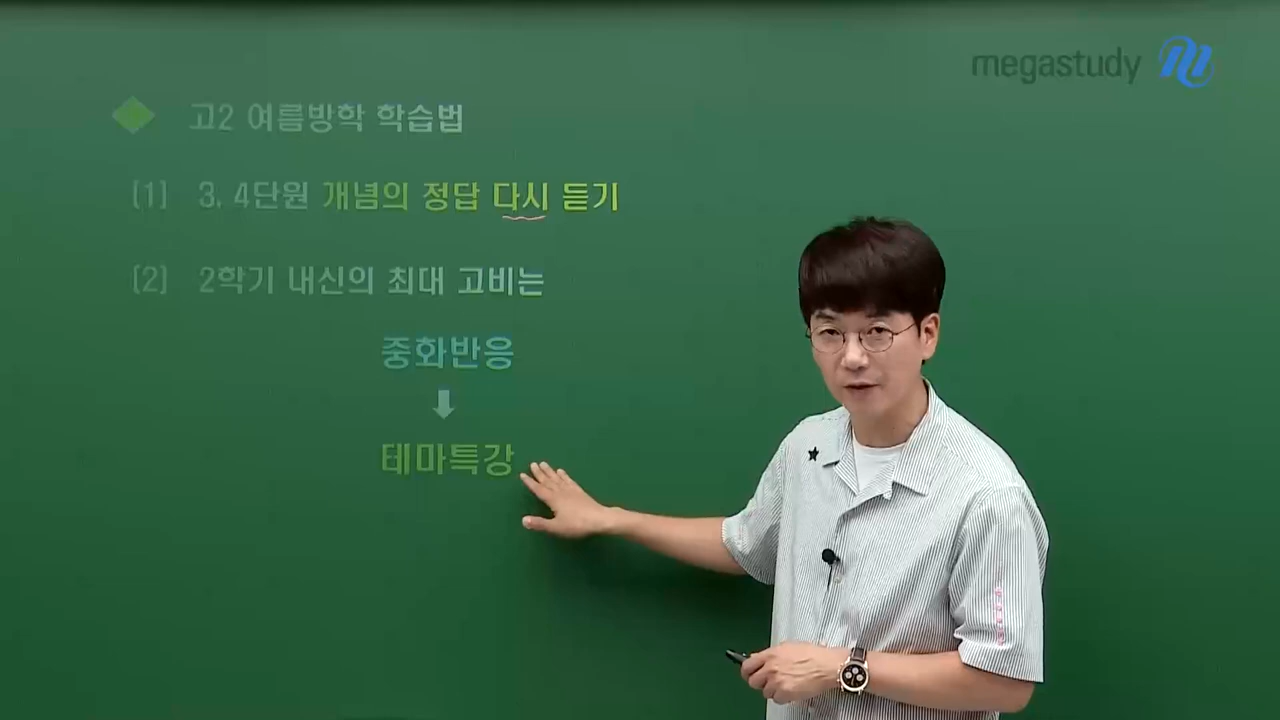 megastudy
고2 여름방학 학습법
(1) 3, 4단원 개념의 정답 다시 듣기
(2) 2학기 내신의 최대 고비는
중화반응
테마특강